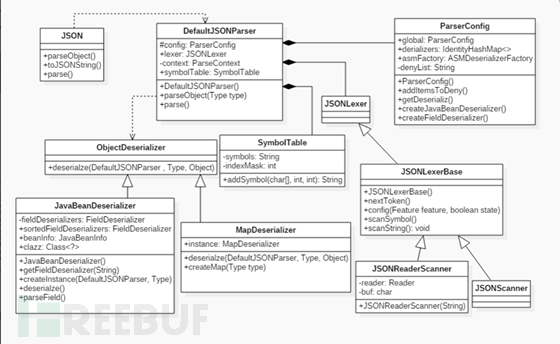 JSON
+parseObject()
+toJSONString()
+parse()
DefaultJSONParser
#config: ParserConfig
+lexer: JSONLexer
-context: ParseContext
+symbolTable: SymbolTable
+DefaultJSONParser()
+parseObject(Type type)
+parse()
ParserConfig
+global: ParserConfig
+derializers: IdentityHashMap<>
+asmFactory: ASMDeserializerFactory
-denyList: String
+ParserConfig()
+addItemsToDeny()
+getDeserializ()
+createJavaBeanDeserializer()
+createFieldDeserializer()
JSONLexer
ObjectDeserializer
+deserialze(DefaultJSONParser , Type, Object)
SymbolTable
-symbols: String
-indexMask: int
+addSymbol(char[], int, int): String
JSONLexerBase
+JSONLexerBase()
+nextToken()
+config(Feature feature, boolean state)
+scanSymbol()
+scanString(): void
JavaBeanDeserializer
-fieldDeserializers: FieldDeserializer
+sortedFieldDeserializers: FieldDeserializer
+beanInfo: JavaBeanInfo
+clazz: Class<?>
+JavaBeanDeserializer()
+getFieldDeserializer(String)
+createInstance(DefaultJSONParser, Type)
+deserialze()
+parseField()
MapDeserializer
+instance: MapDeserializer
+deserialze(DefaultJSONParser, Type, Object)
+createMap(Type type)
JSONReaderScanner
-reader: Reader
-buf: char
+JSONReaderScanner(String)
JSONScanner
FREEBUF